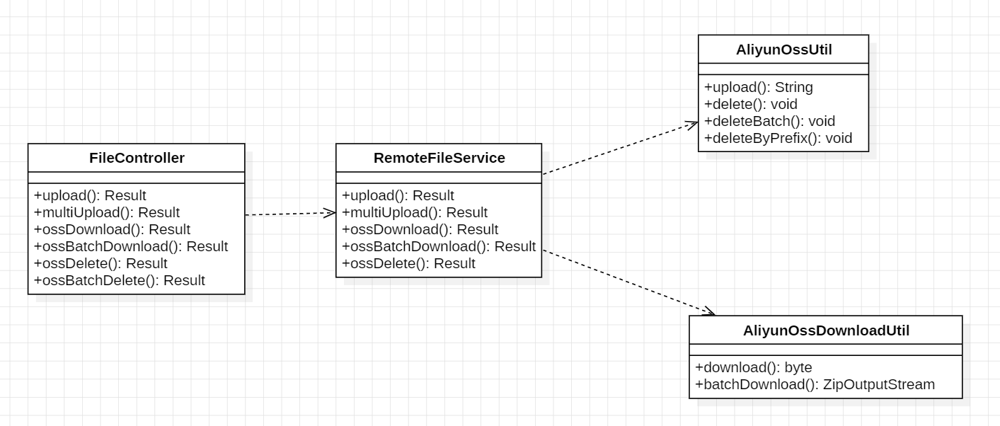 FileController
+upload(): Result
+multiUpload(): Result
+ossDownload(): Result
+ossBatchDownload(): Result
+ossDelete(): Result
+ossBatchDelete(): Result
RemoteFileService
+upload(): Result
+multiUpload(): Result
+ossDownload(): Result
+ossBatchDownload(): Result
+ossDelete(): Result
AliyunOssUtil
+upload(): String
+delete(): void
+deleteBatch(): void
+deleteByPrefix(): void
AliyunOssDownloadUtil
+download(): byte
+batchDownload(): ZipOutputStream